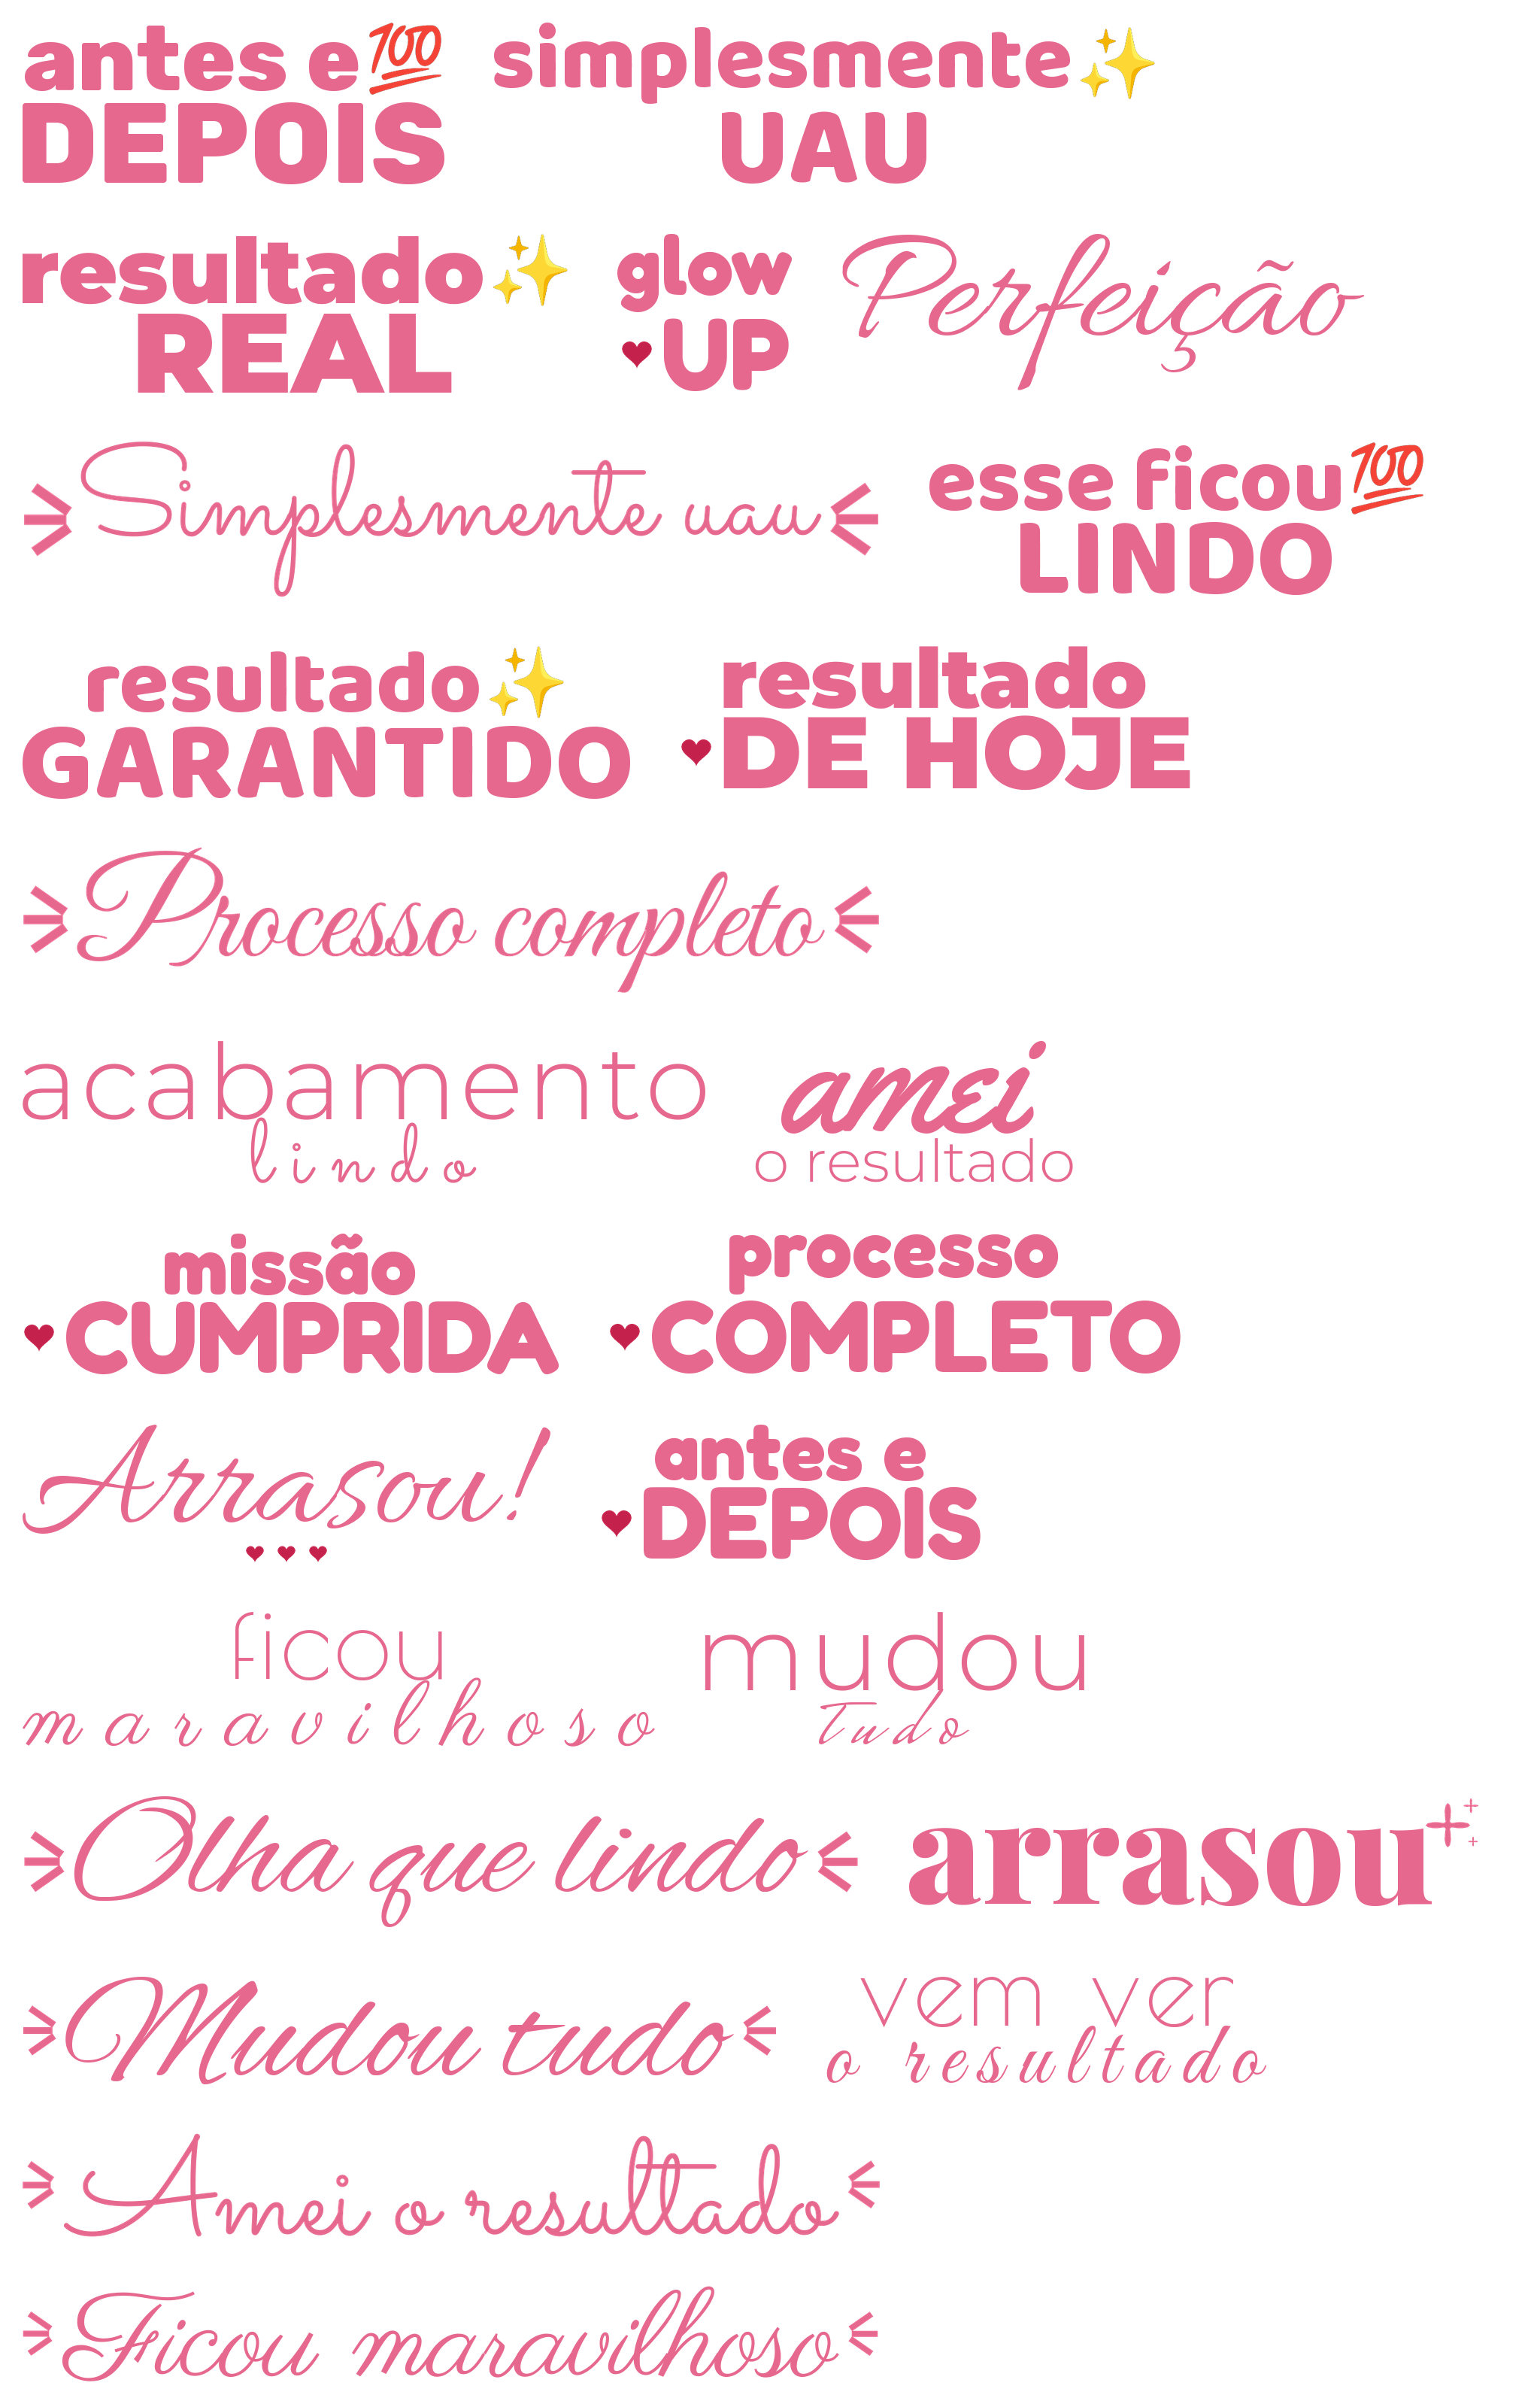 antes e💯
DEPOIS
simplesmente✨
UAU
resultado✨
REAL
glow
♥UP
Perfeição
Simplesmente uau
esse ficou💯
LINDO
resultado✨
GARANTIDO
resultado
♥DE HOJE
Processo completo
acabamento
lindo
amei
o resultado
missão
♥CUMPRIDA
processo
♥COMPLETO
Arrasou!
♥ ♥ ♥
antes e
♥DEPOIS
ficou
maravilhoso
mudou
Tudo
Olha que lindo
arrasou
Mudou tudo
vem ver
o resultado
Amei o resultado
Ficou maravilhoso